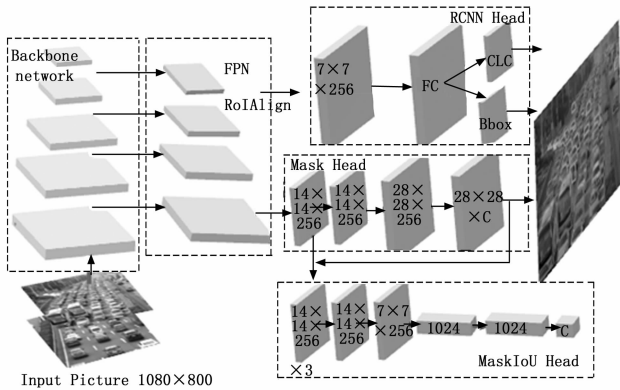 Backbone
network
FPN
RoIAlign
RCNN Head
7×7
×256
FC
CLC
Bbox
Mask Head
14×
14×
256
14×
14×
256
28×
28×
256
28×28
×C
14×
14×
256
×3
14×
14×
256
7×7
×256
1024
1024
C
MaskIoU Head
Input Picture 1080×800